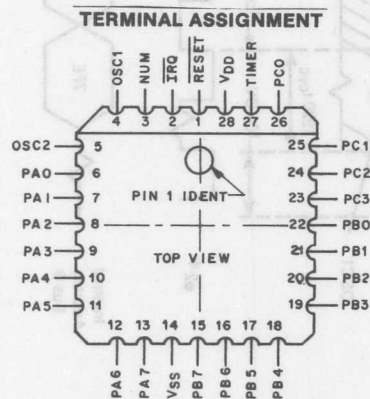 TERMINAL ASSIGNMENT
OSC1 NUM IRQ RESET VDD TIMER PC0
4 3 2 1 28 27 26
OSC2 5 25 PC1
PA0 6 24 PC2
PA1 7 23 PC3
PIN 1 IDENT
PA2 8 22 PB0
PA3 9 21 PB1
TOP VIEW
PA4 10 20 PB2
PA5 11 19 PB3
12 13 14 15 16 17 18
PA6 PA7 VSS PB7 PB6 PB5 PB4